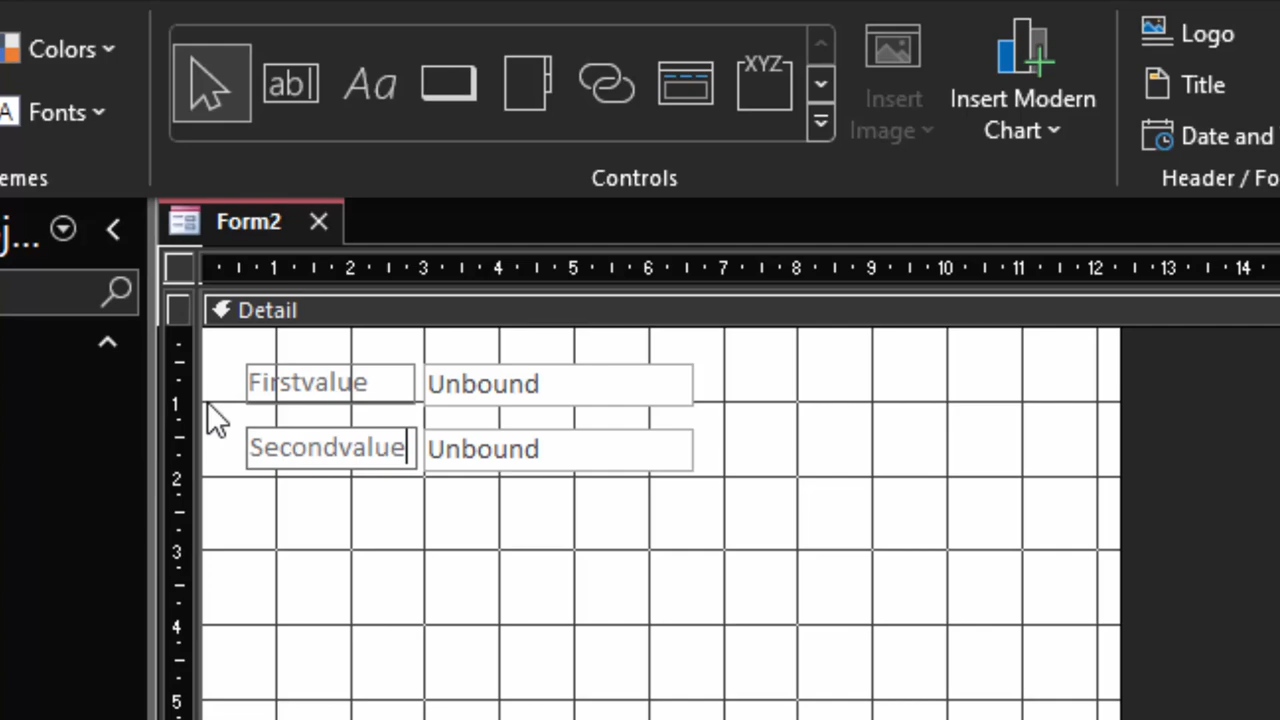 Colors
A Fonts
emes
ab
Aa
XYZ
Insert
Image
Insert Modern
Chart
Controls
Logo
Title
Date and
Header / Fo
j...
Form2
1 2 3 4 5 6 7 8 9 10 11 12 13 14
Detail
Firstvalue Unbound
1
Secondvalue Unbound
2
3
4
5